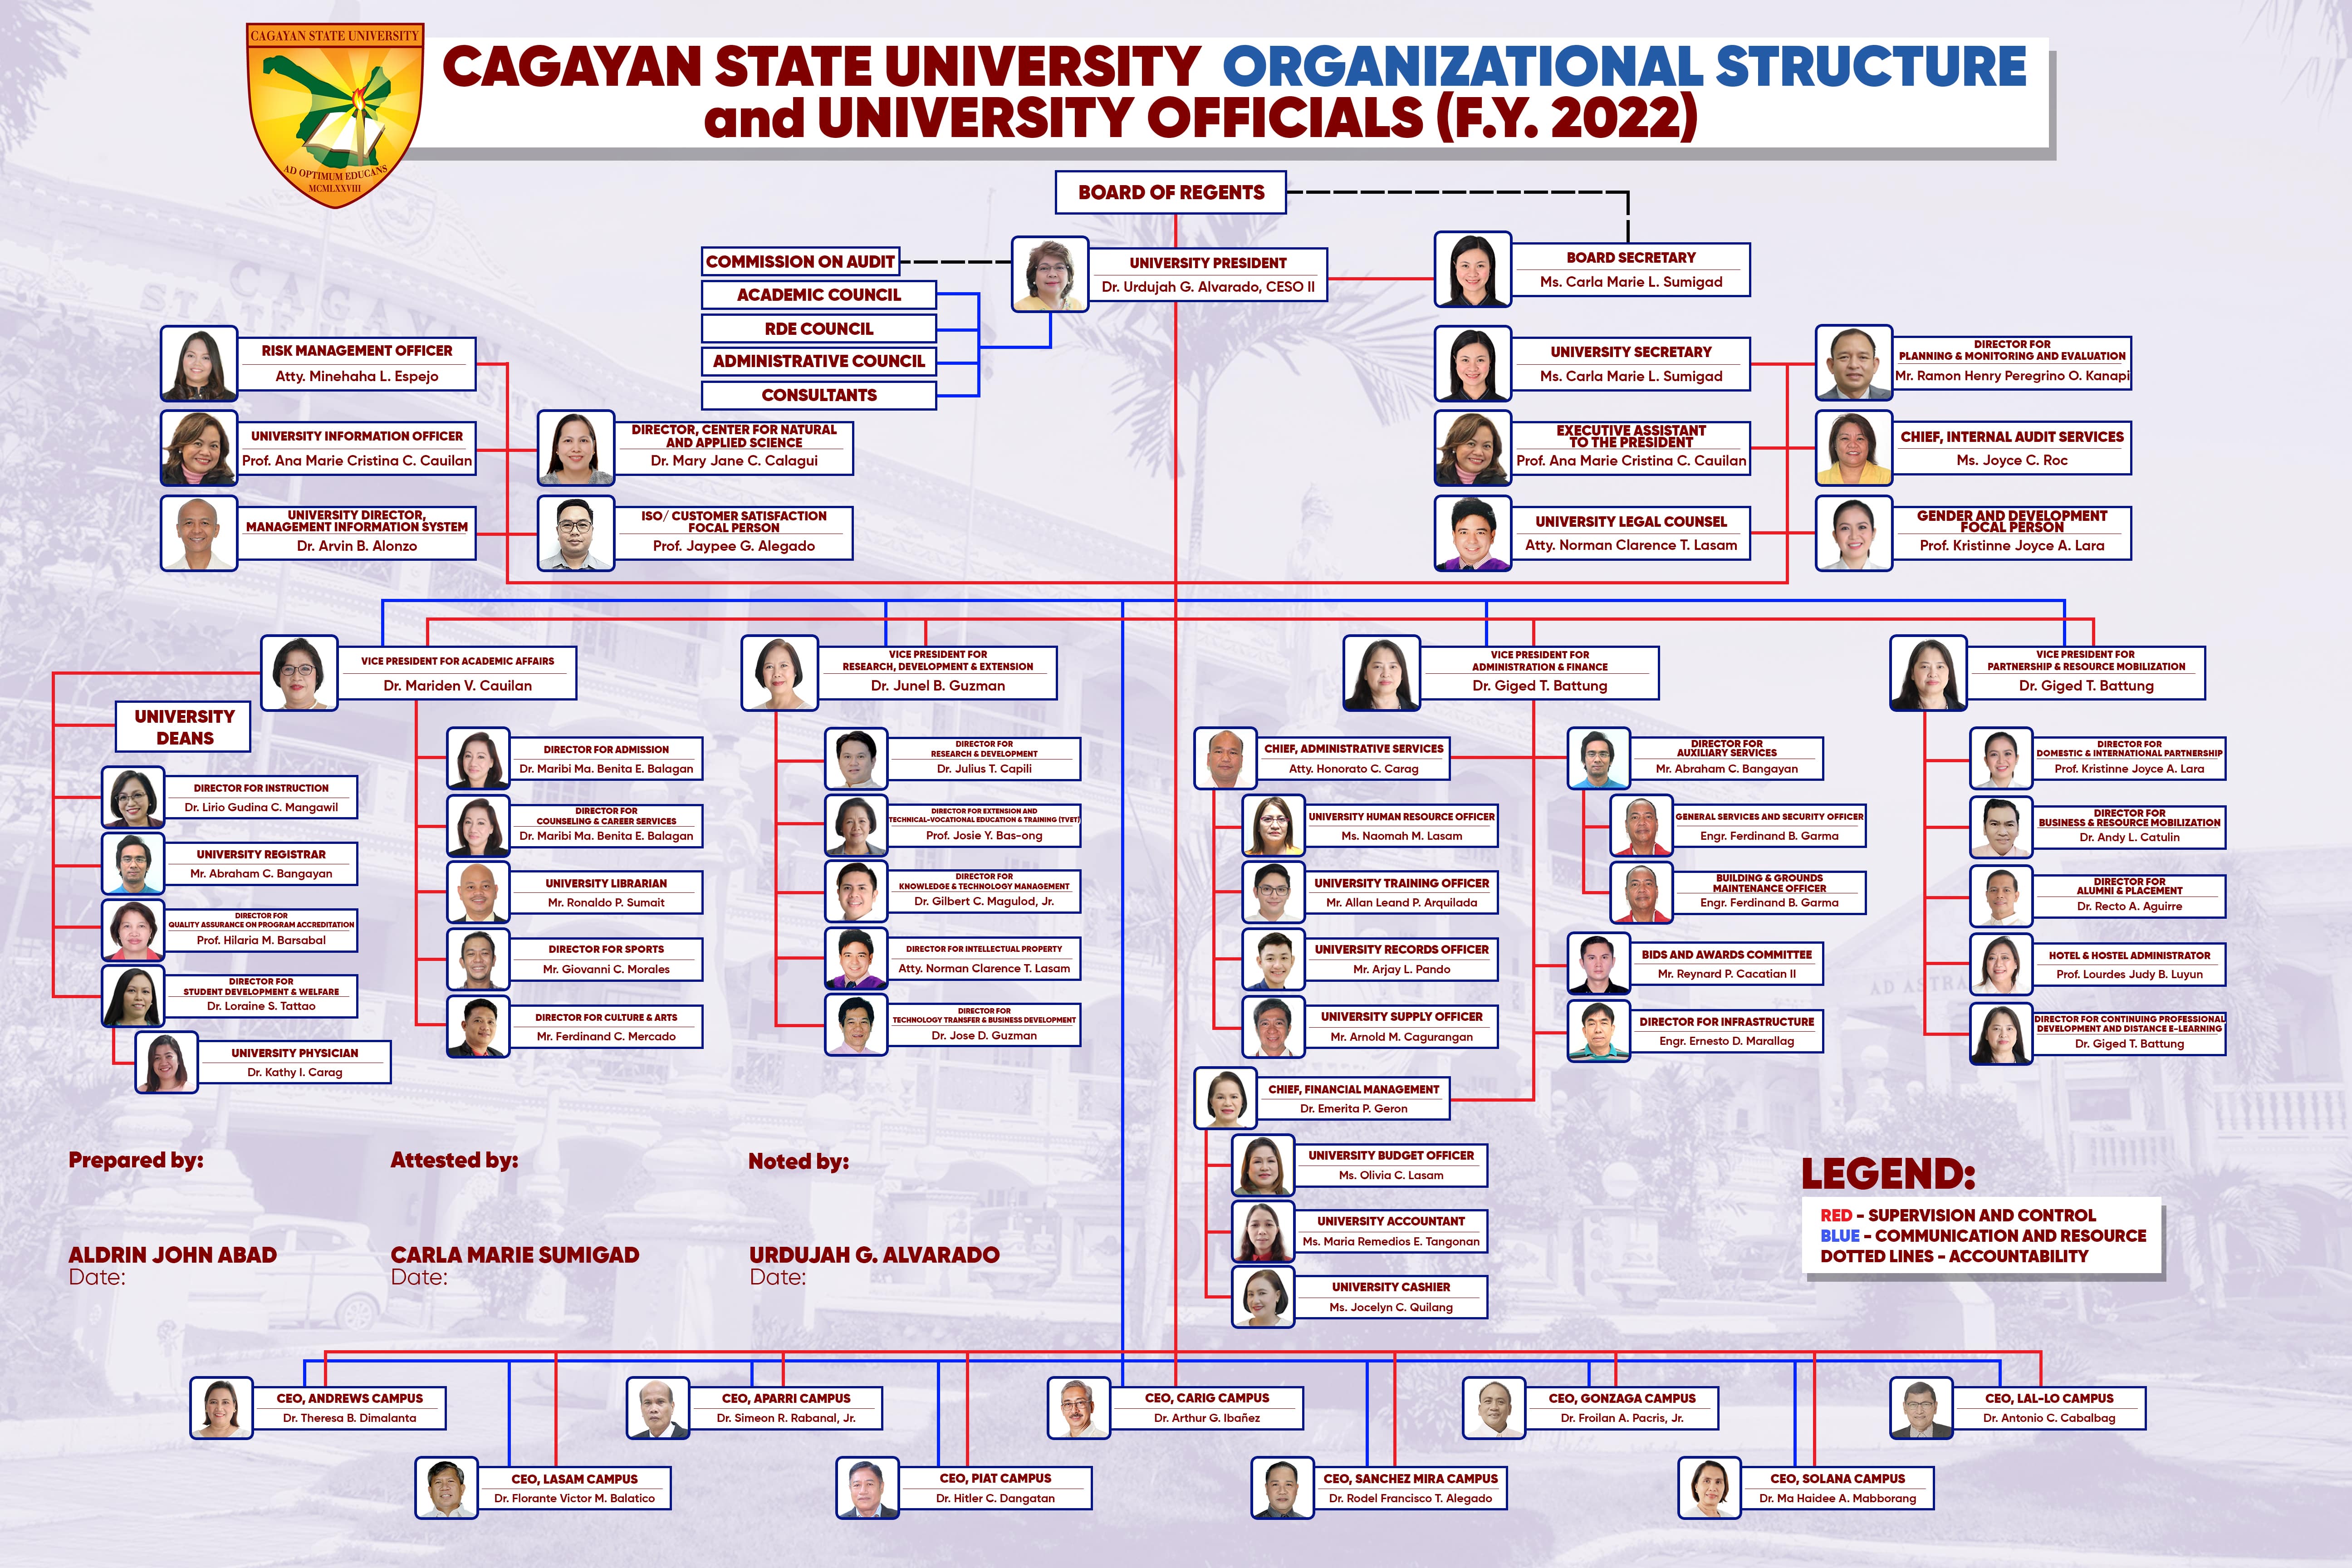 CAGAYAN STATE UNIVERSITY
AD OPTIMUM EDUCANS
MCMLXXVIII
CAGAYAN STATE UNIVERSITY ORGANIZATIONAL STRUCTURE
and UNIVERSITY OFFICIALS (F.Y. 2022)
BOARD OF REGENTS
COMMISSION ON AUDIT
ACADEMIC COUNCIL
RDE COUNCIL
ADMINISTRATIVE COUNCIL
CONSULTANTS
UNIVERSITY PRESIDENT
Dr. Urdujah G. Alvarado, CESO II
BOARD SECRETARY
Ms. Carla Marie L. Sumigad
RISK MANAGEMENT OFFICER
Atty. Minehaha L. Espejo
UNIVERSITY INFORMATION OFFICER
Prof. Ana Marie Cristina C. Cauilan
UNIVERSITY DIRECTOR,
MANAGEMENT INFORMATION SYSTEM
Dr. Arvin B. Alonzo
DIRECTOR, CENTER FOR NATURAL
AND APPLIED SCIENCE
Dr. Mary Jane C. Calagui
ISO/ CUSTOMER SATISFACTION
FOCAL PERSON
Prof. Jaypee G. Alegado
UNIVERSITY SECRETARY
Ms. Carla Marie L. Sumigad
EXECUTIVE ASSISTANT
TO THE PRESIDENT
Prof. Ana Marie Cristina C. Cauilan
UNIVERSITY LEGAL COUNSEL
Atty. Norman Clarence T. Lasam
DIRECTOR FOR
PLANNING & MONITORING AND EVALUATION
Mr. Ramon Henry Peregrino O. Kanapi
CHIEF, INTERNAL AUDIT SERVICES
Ms. Joyce C. Roc
GENDER AND DEVELOPMENT
FOCAL PERSON
Prof. Kristinne Joyce A. Lara
VICE PRESIDENT FOR ACADEMIC AFFAIRS
Dr. Mariden V. Cauilan
UNIVERSITY
DEANS
DIRECTOR FOR INSTRUCTION
Dr. Lirio Gudina C. Mangawil
UNIVERSITY REGISTRAR
Mr. Abraham C. Bangayan
DIRECTOR FOR
QUALITY ASSURANCE ON PROGRAM ACCREDITATION
Prof. Hilaria M. Barsabal
DIRECTOR FOR
STUDENT DEVELOPMENT & WELFARE
Dr. Loraine S. Tattao
UNIVERSITY PHYSICIAN
Dr. Kathy I. Carag
DIRECTOR FOR ADMISSION
Dr. Maribi Ma. Benita E. Balagan
DIRECTOR FOR
COUNSELING & CAREER SERVICES
Dr. Maribi Ma. Benita E. Balagan
UNIVERSITY LIBRARIAN
Mr. Ronaldo P. Sumait
DIRECTOR FOR SPORTS
Mr. Giovanni C. Morales
DIRECTOR FOR CULTURE & ARTS
Mr. Ferdinand C. Mercado
VICE PRESIDENT FOR
RESEARCH, DEVELOPMENT & EXTENSION
Dr. Junel B. Guzman
DIRECTOR FOR
RESEARCH & DEVELOPMENT
Dr. Julius T. Capili
DIRECTOR FOR EXTENSION AND
TECHNICAL-VOCATIONAL EDUCATION & TRAINING (TVET)
Prof. Josie Y. Bas-ong
DIRECTOR FOR
KNOWLEDGE & TECHNOLOGY MANAGEMENT
Dr. Gilbert C. Magulod, Jr.
DIRECTOR FOR INTELLECTUAL PROPERTY
Atty. Norman Clarence T. Lasam
DIRECTOR FOR
TECHNOLOGY TRANSFER & BUSINESS DEVELOPMENT
Dr. Jose D. Guzman
VICE PRESIDENT FOR
ADMINISTRATION & FINANCE
Dr. Giged T. Battung
CHIEF, ADMINISTRATIVE SERVICES
Atty. Honorato C. Carag
UNIVERSITY HUMAN RESOURCE OFFICER
Ms. Naomah M. Lasam
UNIVERSITY TRAINING OFFICER
Mr. Allan Leand P. Arquilada
UNIVERSITY RECORDS OFFICER
Mr. Arjay L. Pando
UNIVERSITY SUPPLY OFFICER
Mr. Arnold M. Cagurangan
CHIEF, FINANCIAL MANAGEMENT
Dr. Emerita P. Geron
UNIVERSITY BUDGET OFFICER
Ms. Olivia C. Lasam
UNIVERSITY ACCOUNTANT
Ms. Maria Remedios E. Tangonan
UNIVERSITY CASHIER
Ms. Jocelyn C. Quilang
DIRECTOR FOR
AUXILIARY SERVICES
Mr. Abraham C. Bangayan
GENERAL SERVICES AND SECURITY OFFICER
Engr. Ferdinand B. Garma
BUILDING & GROUNDS
MAINTENANCE OFFICER
Engr. Ferdinand B. Garma
BIDS AND AWARDS COMMITTEE
Mr. Reynard P. Cacatian II
DIRECTOR FOR INFRASTRUCTURE
Engr. Ernesto D. Marallag
VICE PRESIDENT FOR
PARTNERSHIP & RESOURCE MOBILIZATION
Dr. Giged T. Battung
DIRECTOR FOR
DOMESTIC & INTERNATIONAL PARTNERSHIP
Prof. Kristinne Joyce A. Lara
DIRECTOR FOR
BUSINESS & RESOURCE MOBILIZATION
Dr. Andy L. Catulin
DIRECTOR FOR
ALUMNI & PLACEMENT
Dr. Recto A. Aguirre
HOTEL & HOSTEL ADMINISTRATOR
Prof. Lourdes Judy B. Luyun
DIRECTOR FOR CONTINUING PROFESSIONAL
DEVELOPMENT AND DISTANCE E-LEARNING
Dr. Giged T. Battung
Prepared by:
ALDRIN JOHN ABAD
Date:
Attested by:
CARLA MARIE SUMIGAD
Date:
Noted by:
URDUJAH G. ALVARADO
Date:
LEGEND:
RED - SUPERVISION AND CONTROL
BLUE - COMMUNICATION AND RESOURCE
DOTTED LINES - ACCOUNTABILITY
CEO, ANDREWS CAMPUS
Dr. Theresa B. Dimalanta
CEO, APARRI CAMPUS
Dr. Simeon R. Rabanal, Jr.
CEO, CARIG CAMPUS
Dr. Arthur G. Ibañez
CEO, GONZAGA CAMPUS
Dr. Froilan A. Pacris, Jr.
CEO, LAL-LO CAMPUS
Dr. Antonio C. Cabalbag
CEO, LASAM CAMPUS
Dr. Florante Victor M. Balatico
CEO, PIAT CAMPUS
Dr. Hitler C. Dangatan
CEO, SANCHEZ MIRA CAMPUS
Dr. Rodel Francisco T. Alegado
CEO, SOLANA CAMPUS
Dr. Ma Haidee A. Mabborang